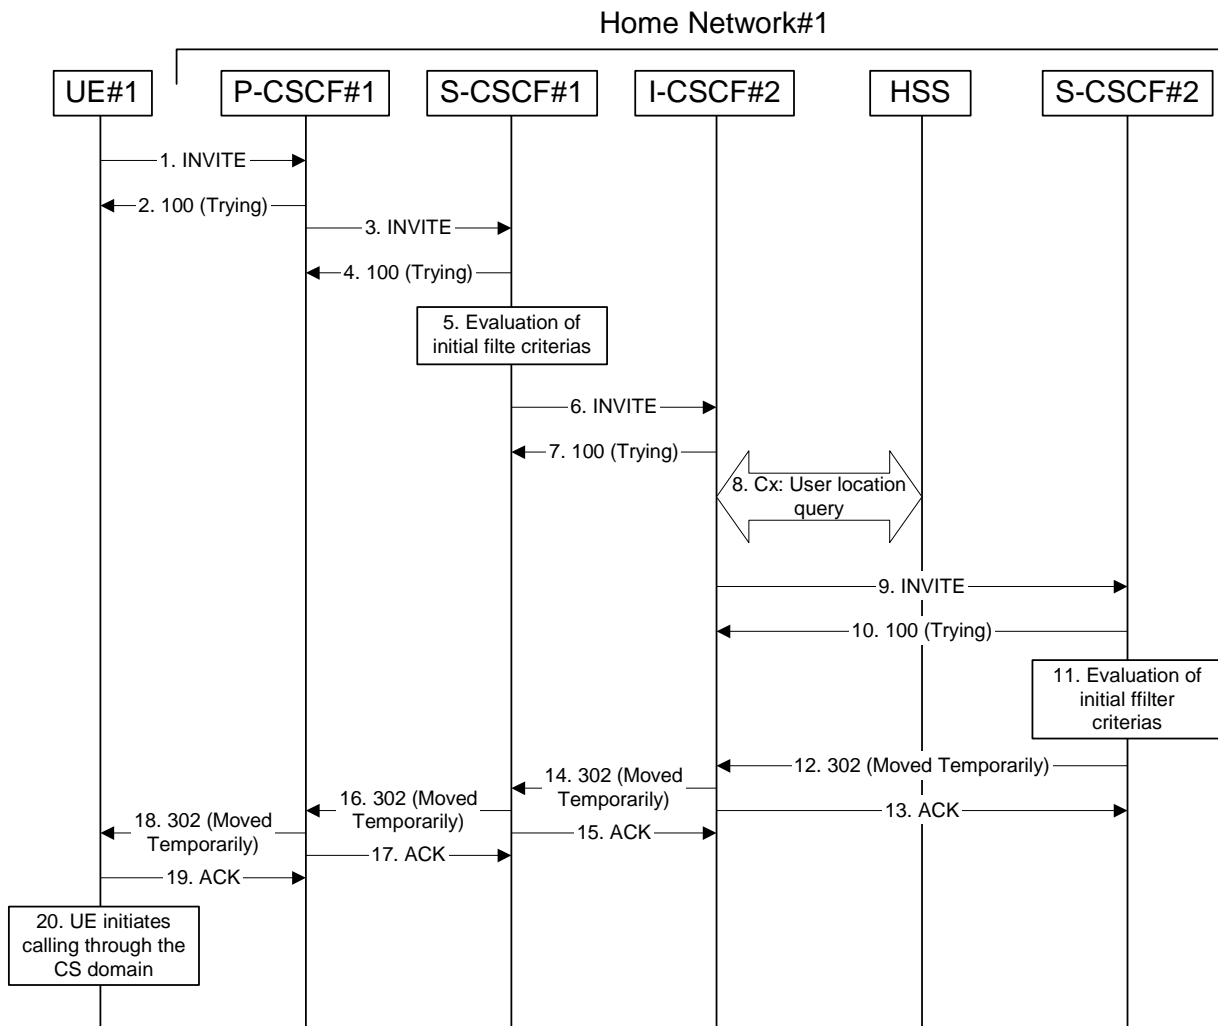 Home Network#1
UE#1
P-CSCF#1
S-CSCF#1
I-CSCF#2
HSS
S-CSCF#2
1. INVITE
2. 100 (Trying)
3. INVITE
4. 100 (Trying)
5. Evaluation of
initial filte criterias
6. INVITE
7. 100 (Trying)
8. Cx: User location
query
9. INVITE
10. 100 (Trying)
11. Evaluation of
initial ffilter
criterias
12. 302 (Moved Temporarily)
13. ACK
14. 302 (Moved
Temporarily)
15. ACK
16. 302 (Moved
Temporarily)
17. ACK
18. 302 (Moved
Temporarily)
19. ACK
20. UE initiates
calling through the
CS domain